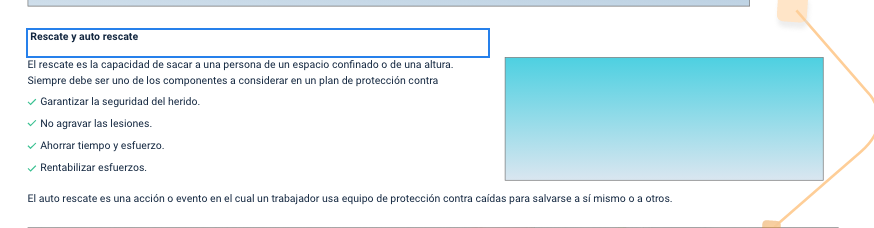 Rescate y auto rescate
El rescate es la capacidad de sacar a una persona de un espacio confinado o de una altura.
Siempre debe ser uno de los componentes a considerar en un plan de protección contra
Garantizar la seguridad del herido.
No agravar las lesiones.
Ahorrar tiempo y esfuerzo.
Rentabilizar esfuerzos.
El auto rescate es una acción o evento en el cual un trabajador usa equipo de protección contra caídas para salvarse a sí mismo o a otros.